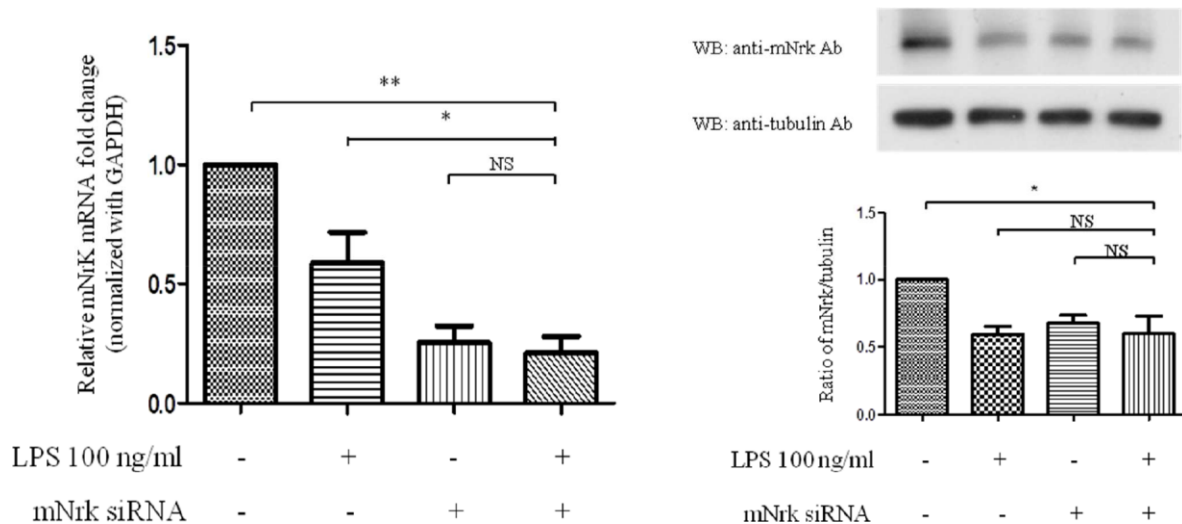 1.5
1.0
0.5
0.0
Relative mNrK mRNA fold change
(normalized with GAPDH)
**
*
NS
LPS 100 ng/ml - + - +
mNrk siRNA - - + +
WB: anti-mNrk Ab
WB: anti-tubulin Ab
1.5
1.0
0.5
0.0
Ratio of mNrk/tubulin
*
NS
NS
LPS 100 ng/ml - + - +
mNrk siRNA - - + +